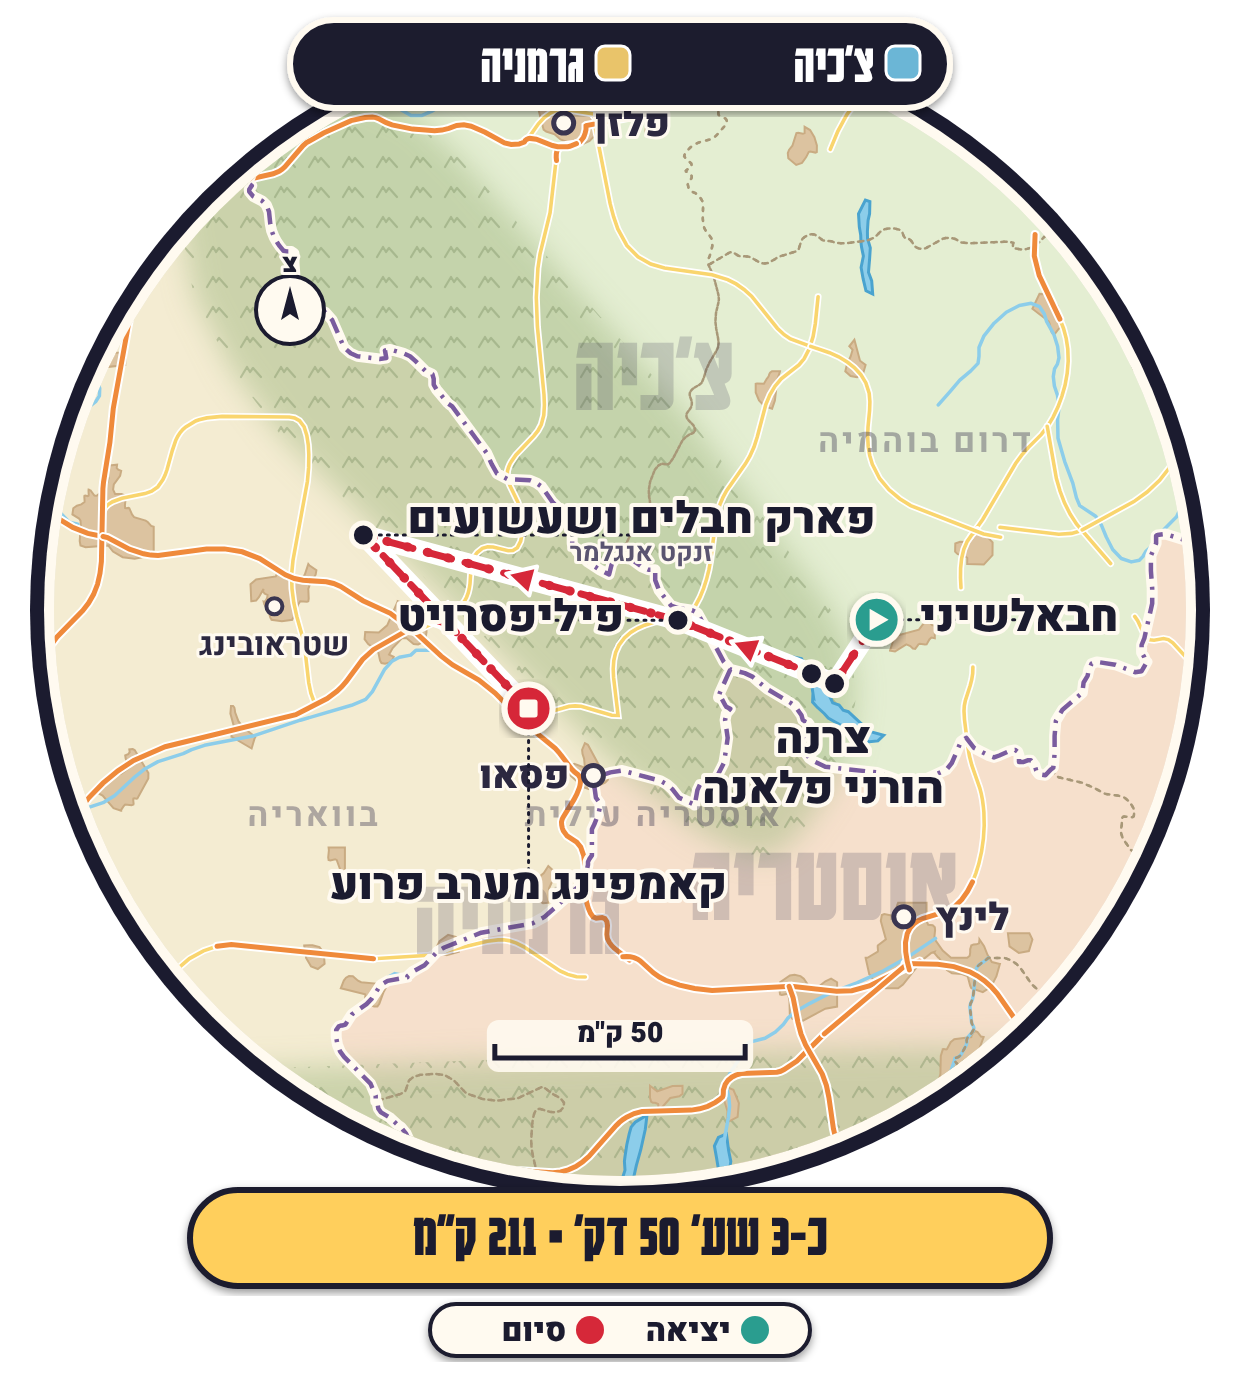 צ'כיה
גרמניה
פלזן
צ
צ'כיה
דרום בוהמיה
פארק חבלים ושעשועים
זנקט אנגלמר
חבאלשיני
פיליפסרויט
שטראובינג
צרנה
הורני פלאנה
פסאו
בוואריה
אוסטריה עילית
אוסטריה
קאמפינג מערב פרוע
גרמניה
לינץ
50 ק"מ
כ-3 שע' 50 דק' - 211 ק"מ
יציאה
סיום